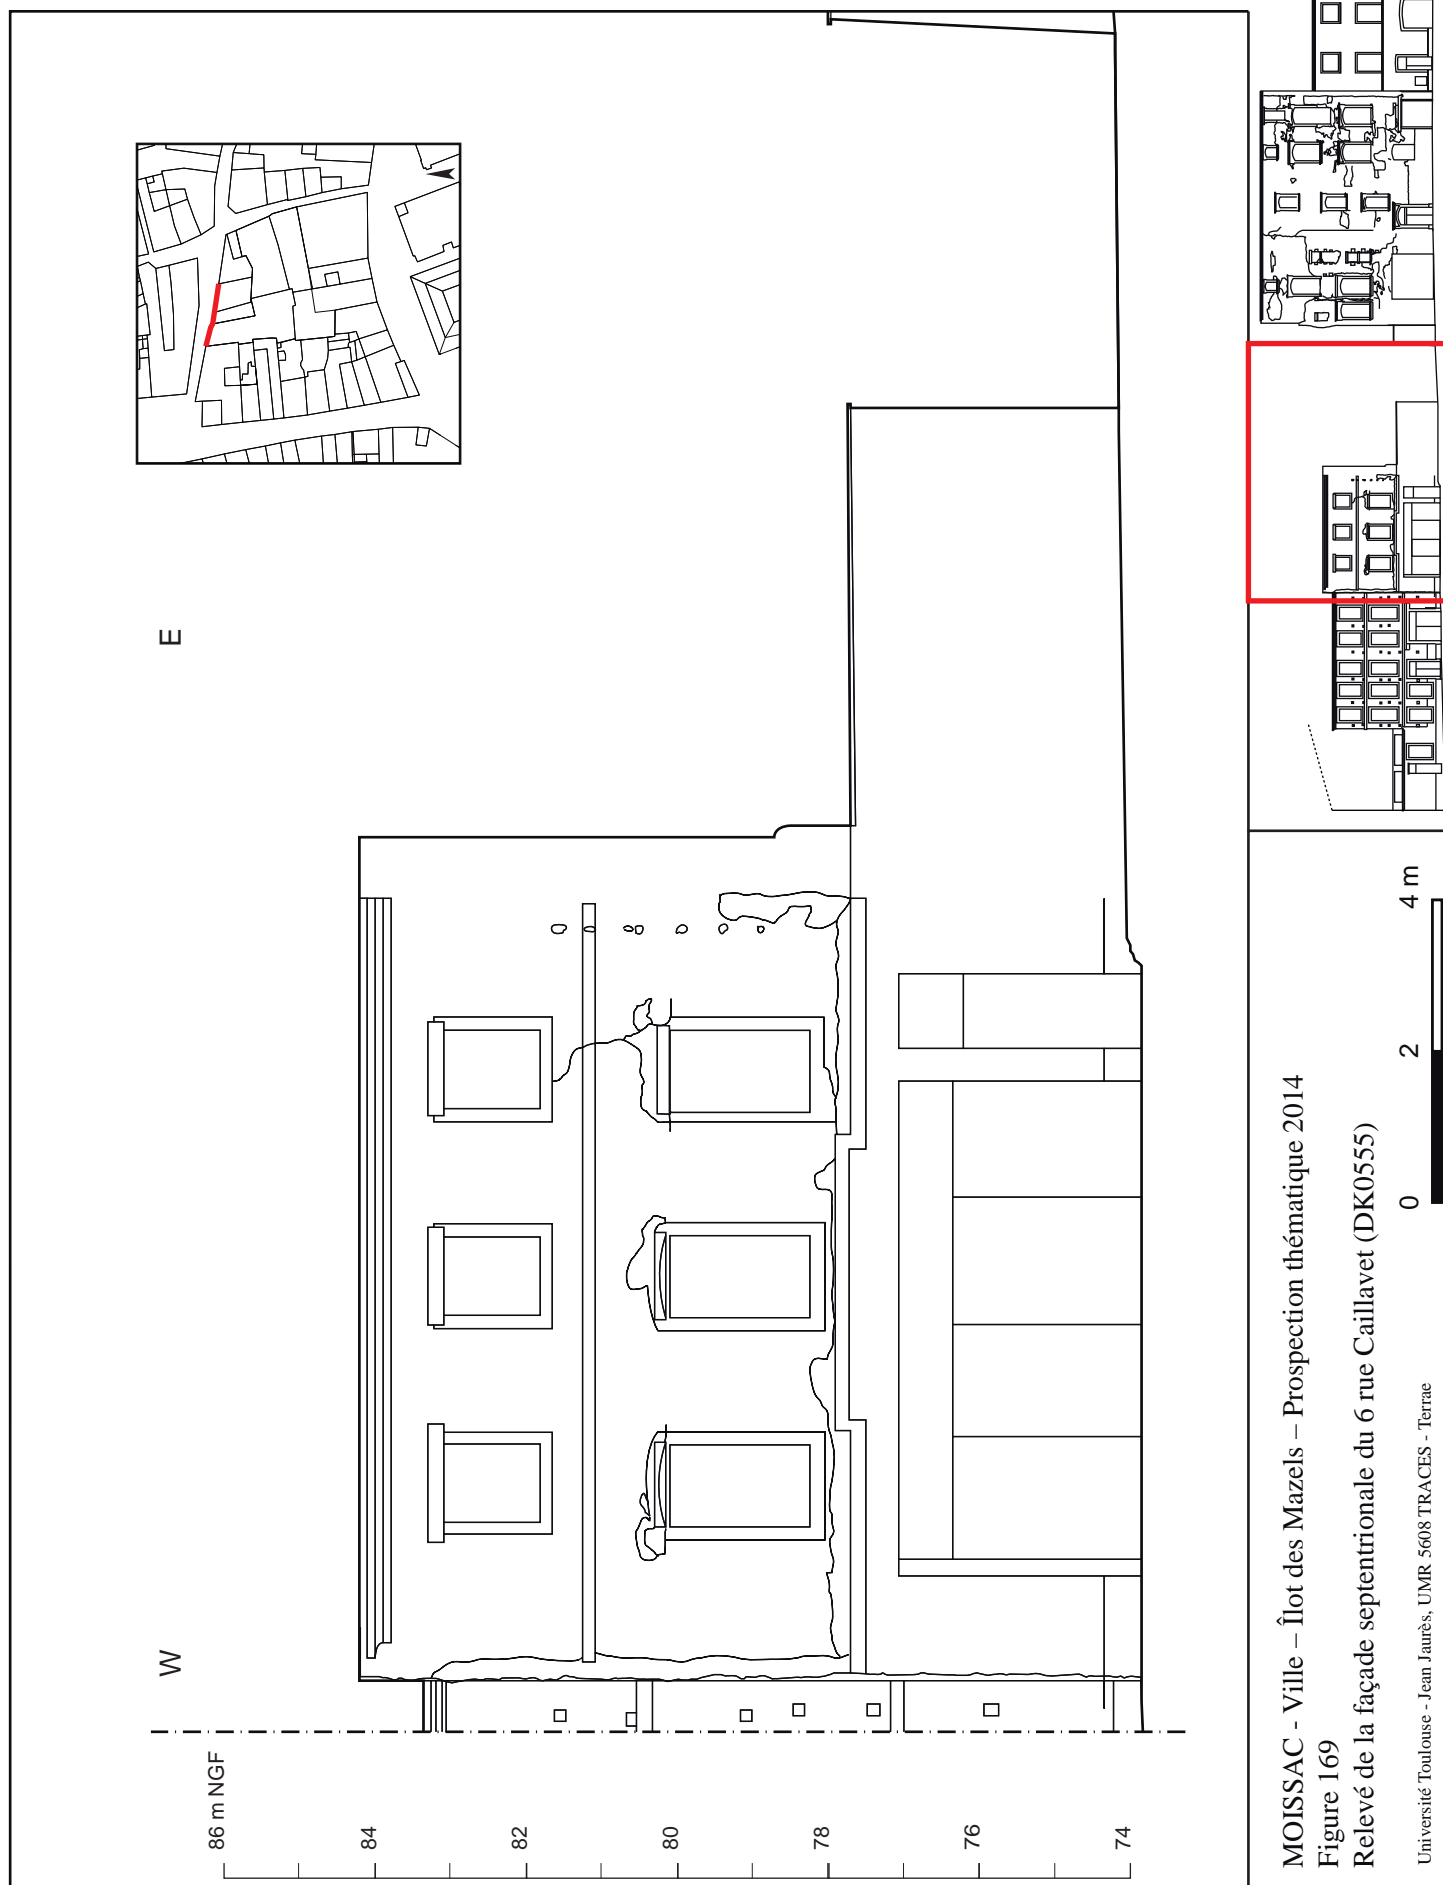 W
E
86 m NGF
84
82
80
78
76
74
MOISSAC - Ville – Îlot des Mazels – Prospection thématique 2014
Figure 169
Relevé de la façade septentrionale du 6 rue Caillavet (DK0555)
Université Toulouse - Jean Jaurès, UMR 5608 TRACES - Terrae
0
2
4 m